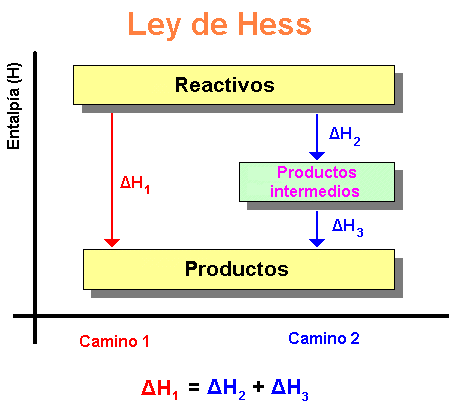 Ley de Hess
Entalpía (H)
Reactivos
ΔH₂
ΔH₁
Productos
intermedios
ΔH₃
Productos
Camino 1
Camino 2
ΔH₁ = ΔH₂ + ΔH₃